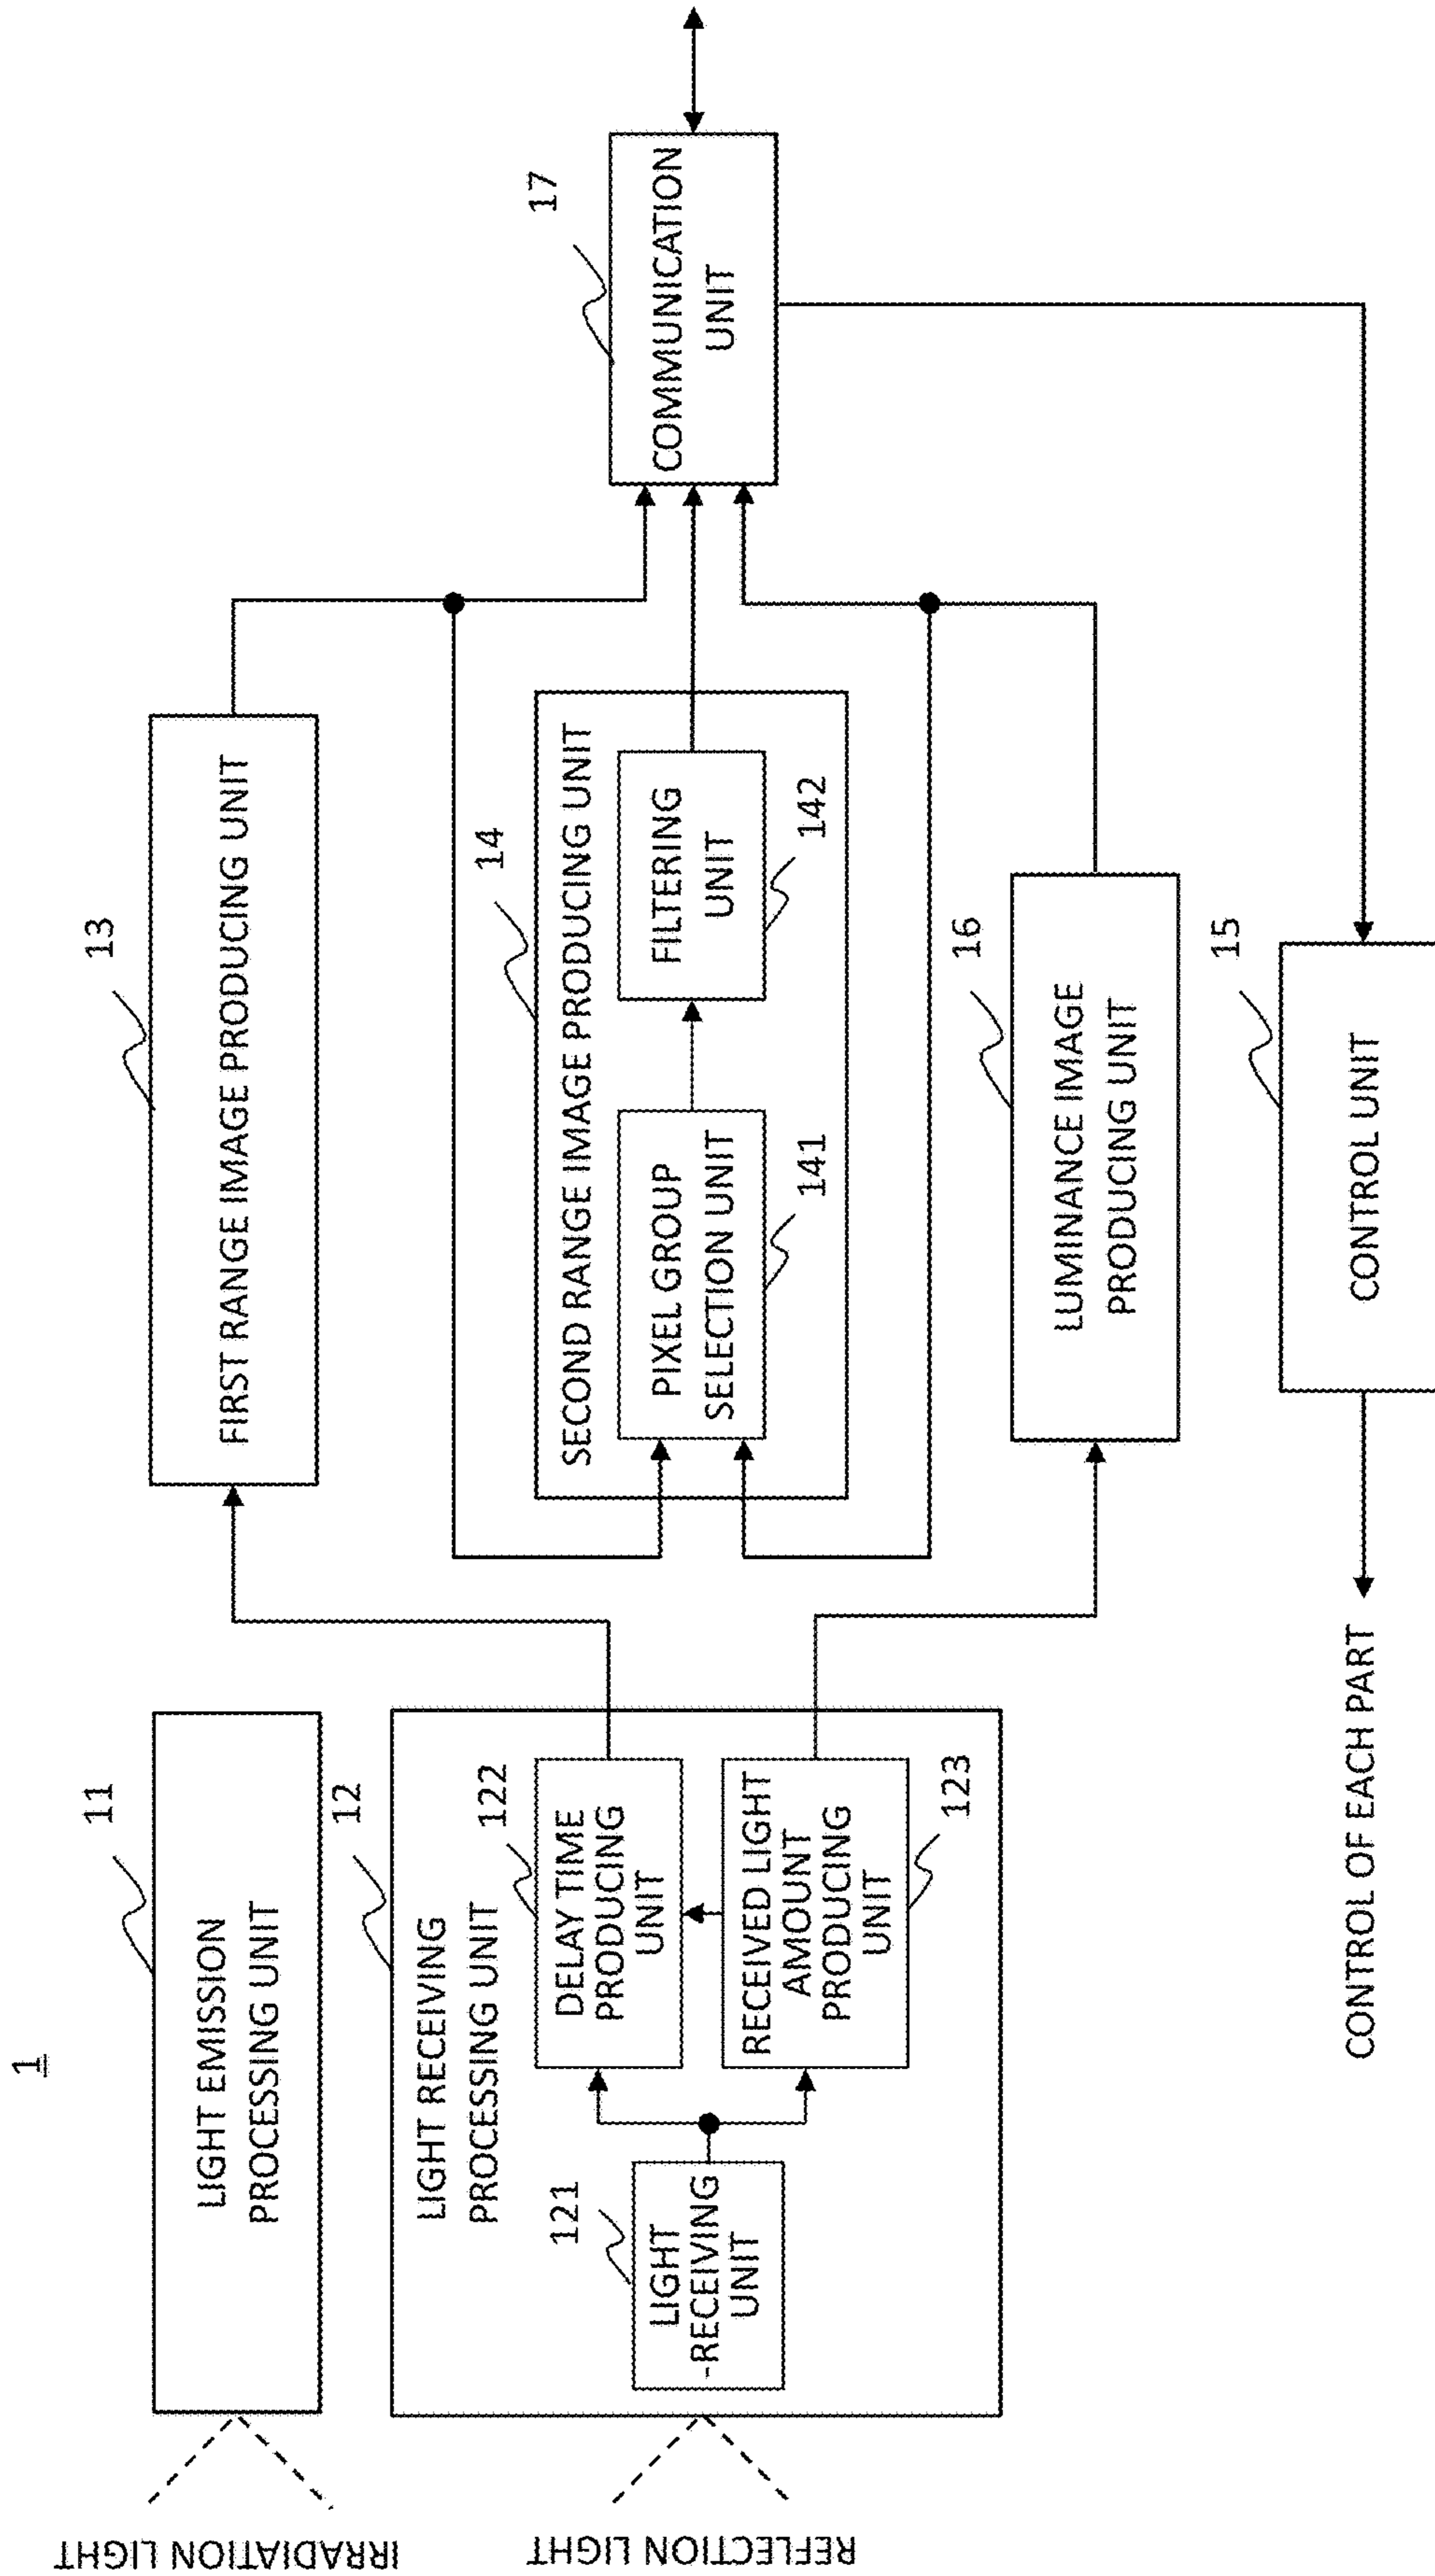 1
IRRADIATION LIGHT
REFLECTION LIGHT
11
LIGHT EMISSION
PROCESSING UNIT
12
LIGHT RECEIVING
PROCESSING UNIT
121
LIGHT
-RECEIVING
UNIT
122
DELAY TIME
PRODUCING
UNIT
RECEIVED LIGHT
AMOUNT
PRODUCING
UNIT
123
13
FIRST RANGE IMAGE PRODUCING UNIT
14
SECOND RANGE IMAGE PRODUCING UNIT
PIXEL GROUP
SELECTION UNIT
141
FILTERING
UNIT
142
16
LUMINANCE IMAGE
PRODUCING UNIT
15
CONTROL UNIT
CONTROL OF EACH PART
17
COMMUNICATION
UNIT